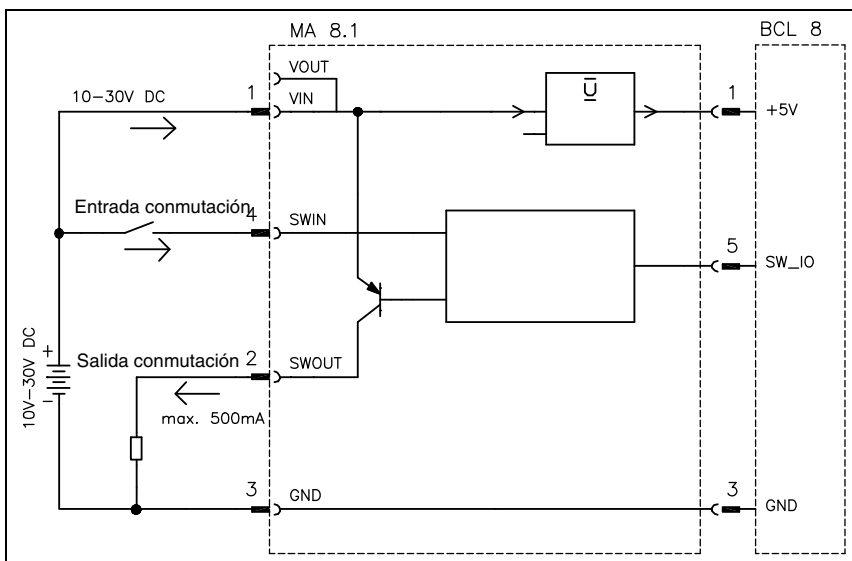 MA 8.1
BCL 8
VOUT
10-30V DC
1
VIN
U
1
+5V
Entrada conmutación
4
SWIN
5
SW_IO
10V-30V DC
+
-
Salida conmutación
2
SWOUT
max. 500mA
3
GND
3
GND